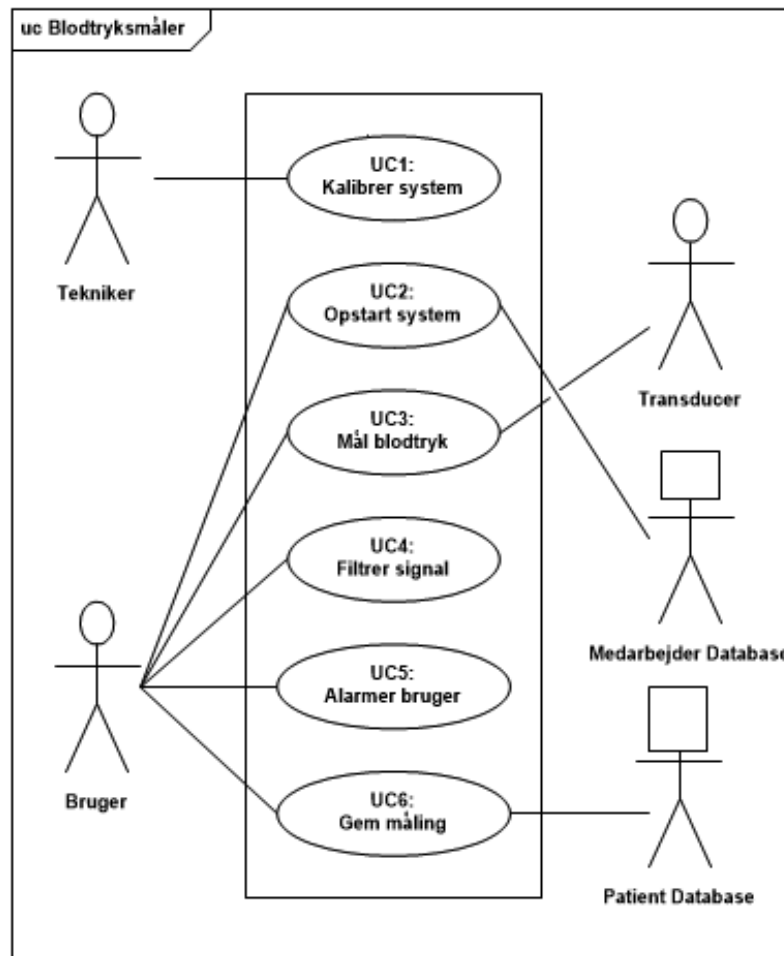 uc Blodtryksmåler
UC1:
Kalibrer system
Tekniker
UC2:
Opstart system
Transducer
UC3:
Mål blodtryk
UC4:
Filtrer signal
Medarbejder Database
UC5:
Alarmer bruger
Bruger
UC6:
Gem måling
Patient Database